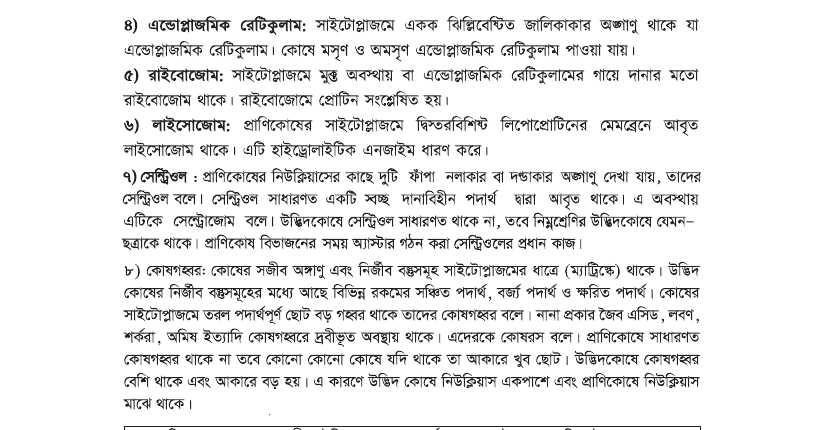 ৪) এন্ডোপ্লাজমিক রেটিকুলাম: সাইটোপ্লাজমে একক ঝিল্লিবেষ্টিত জালিকাকার অঙ্গাণু থাকে যা
এন্ডোপ্লাজমিক রেটিকুলাম। কোষে মসৃণ ও অমসৃণ এন্ডোপ্লাজমিক রেটিকুলাম পাওয়া যায়।
৫) রাইবোজোম: সাইটোপ্লাজমে মুক্ত অবস্থায় বা এন্ডোপ্লাজমিক রেটিকুলামের গায়ে দানার মতো
রাইবোজোম থাকে। রাইবোজোমে প্রোটিন সংশ্লেষিত হয়।
৬) লাইসোজোম: প্রাণিকোষের সাইটোপ্লাজমে দ্বিস্তরবিশিষ্ট লিপোপ্রোটিনের মেমব্রেনে আবৃত
লাইসোজোম থাকে। এটি হাইড্রোলাইটিক এনজাইম ধারণ করে।
৭) সেন্ট্রিওল : প্রাণিকোষের নিউক্লিয়াসের কাছে দুটি ফাঁপা নলাকার বা দন্ডাকার অঙ্গাণু দেখা যায়, তাদের
সেন্ট্রিওল বলে। সেন্ট্রিওল সাধারণত একটি স্বচ্ছ দানাবিহীন পদার্থ দ্বারা আবৃত থাকে। এ অবস্থায়
এটিকে সেন্ট্রোজোম বলে। উদ্ভিদকোষে সেন্ট্রিওল সাধারণত থাকে না, তবে নিম্নশ্রেণির উদ্ভিদকোষে যেমন–
ছত্রাকে থাকে। প্রাণিকোষ বিভাজনের সময় অ্যাস্টার গঠন করা সেন্ট্রিওলের প্রধান কাজ।
৮) কোষগহ্বর: কোষের সজীব অঙ্গাণু এবং নির্জীব বস্তুসমূহ সাইটোপ্লাজমের ধাত্রে (ম্যাট্রিক্সে) থাকে। উদ্ভিদ
কোষের নির্জীব বস্তুসমূহের মধ্যে আছে বিভিন্ন রকমের সঞ্চিত পদার্থ, বর্জ্য পদার্থ ও ক্ষরিত পদার্থ। কোষের
সাইটোপ্লাজমে তরল পদার্থপূর্ণ ছোট বড় গহ্বর থাকে তাদের কোষগহ্বর বলে। নানা প্রকার জৈব এসিড, লবণ,
শর্করা, অমিষ ইত্যাদি কোষগহ্বরে দ্রবীভূত অবস্থায় থাকে। এদেরকে কোষরস বলে। প্রাণিকোষে সাধারণত
কোষগহ্বর থাকে না তবে কোনো কোনো কোষে যদি থাকে তা আকারে খুব ছোট। উদ্ভিদকোষে কোষগহ্বর
বেশি থাকে এবং আকারে বড় হয়। এ কারণে উদ্ভিদ কোষে নিউক্লিয়াস একপাশে এবং প্রাণিকোষে নিউক্লিয়াস
মাঝে থাকে।